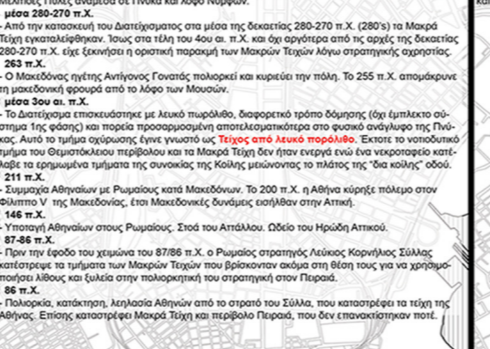 Μελιτίδες Πύλες ανάμεσα σε Πνύκα και λόφο Νυμφών.
μέσα 280-270 π.Χ.
- Από την κατασκευή του Διατειχίσματος στα μέσα της δεκαετίας 280-270 π.Χ. (280's) τα Μακρά
Τείχη εγκαταλείφθηκαν. Ίσως στα τέλη του 4ου αι. π.Χ. και όχι αργότερα από τις αρχές της δεκαετίας
280-270 π.Χ. είχε ξεκινήσει η οριστική παρακμή των Μακρών Τειχών λόγω στρατηγικής αχρηστίας.
263 π.Χ.
- Ο Μακεδόνας ηγέτης Αντίγονος Γονατάς πολιορκεί και κυριεύει την πόλη. Το 255 π.Χ. απομάκρυνε
τη μακεδονική φρουρά από το λόφο των Μουσών.
μέσα 3ου αι. π.Χ.
- Το Διατείχισμα επισκευάστηκε με λευκό πωρόλιθο, διαφορετικό τρόπο δόμησης (όχι έμπλεκτο σύ-
στημα 1ης φάσης) και πορεία προσαρμοσμένη αποτελεσματικότερα στο φυσικό ανάγλυφο της Πνύ-
κας. Αυτό το τμήμα οχύρωσης έγινε γνωστό ως Τείχος από λευκό πορόλιθο. Έκτοτε το νοτιοδυτικό
τμήμα του Θεμιστόκλειου περίβολου και τα Μακρά Τείχη δεν ήταν ενεργά ενώ ένα νεκροταφείο κατέ-
λαβε τα ερημωμένα τμήματα της συνοικίας της Κοίλης μειώνοντας το πλάτος της "δια κοίλης" οδού.
211 π.Χ.
- Συμμαχία Αθηναίων με Ρωμαίους κατά Μακεδόνων. Το 200 π.Χ. η Αθήνα κύρηξε πόλεμο στον
Φίλιππο V της Μακεδονίας, έτσι Μακεδονικές δυνάμεις εισήλθαν στην Αττική.
146 π.Χ.
- Υποταγή Αθηναίων στους Ρωμαίους. Στοά του Αττάλου. Ωδείο του Ηρώδη Αττικού.
87-86 π.Χ.
- Πριν την έφοδο του χειμώνα του 87/86 π.Χ. ο Ρωμαίος στρατηγός Λεύκιος Κορνήλιος Σύλλας
κατέστρεψε τα τμήματα των Μακρών Τειχών που βρίσκονταν ακόμα στη θέση τους για να χρησιμο-
ποιήσει λίθους και ξυλεία στην πολιορκητική του στρατηγική στον Πειραιά.
86 π.Χ.
- Πολιορκία, κατάκτηση, λεηλασία Αθηνών από το στρατό του Σύλλα, που καταστρέφει τα τείχη της
Αθήνας. Επίσης καταστρέφει Μακρά Τείχη και περίβολο Πειραιά, που δεν επανακτίστηκαν ποτέ.